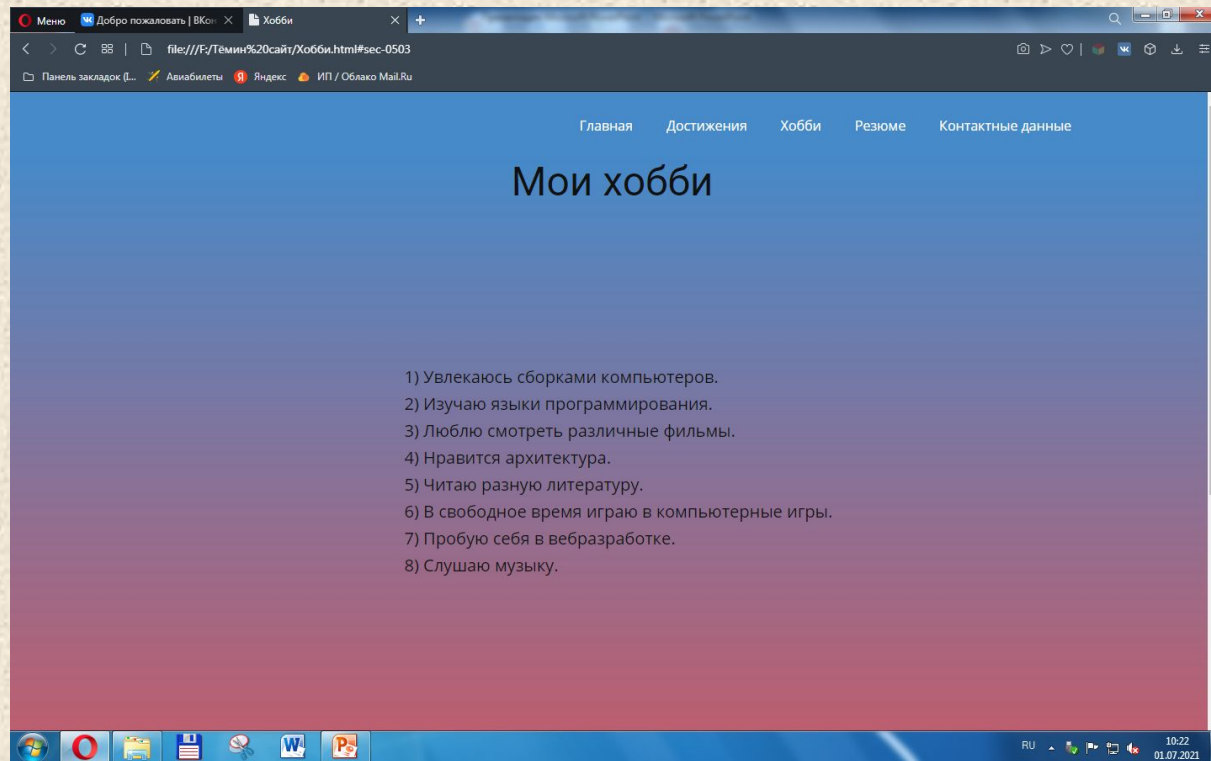 Меню
Добро пожаловать | ВКон
Хобби
file:///F:/Тёмин%20сайт/Хобби.html#sec-0503
Панель закладок (I... Авиабилеты Яндекс ИП / Облако Mail.Ru
Главная Достижения Хобби Резюме Контактные данные
Мои хобби
1) Увлекаюсь сборками компьютеров.
2) Изучаю языки программирования.
3) Люблю смотреть различные фильмы.
4) Нравится архитектура.
5) Читаю разную литературу.
6) В свободное время играю в компьютерные игры.
7) Пробую себя в вебразработке.
8) Слушаю музыку.
RU
10:22
01.07.2021